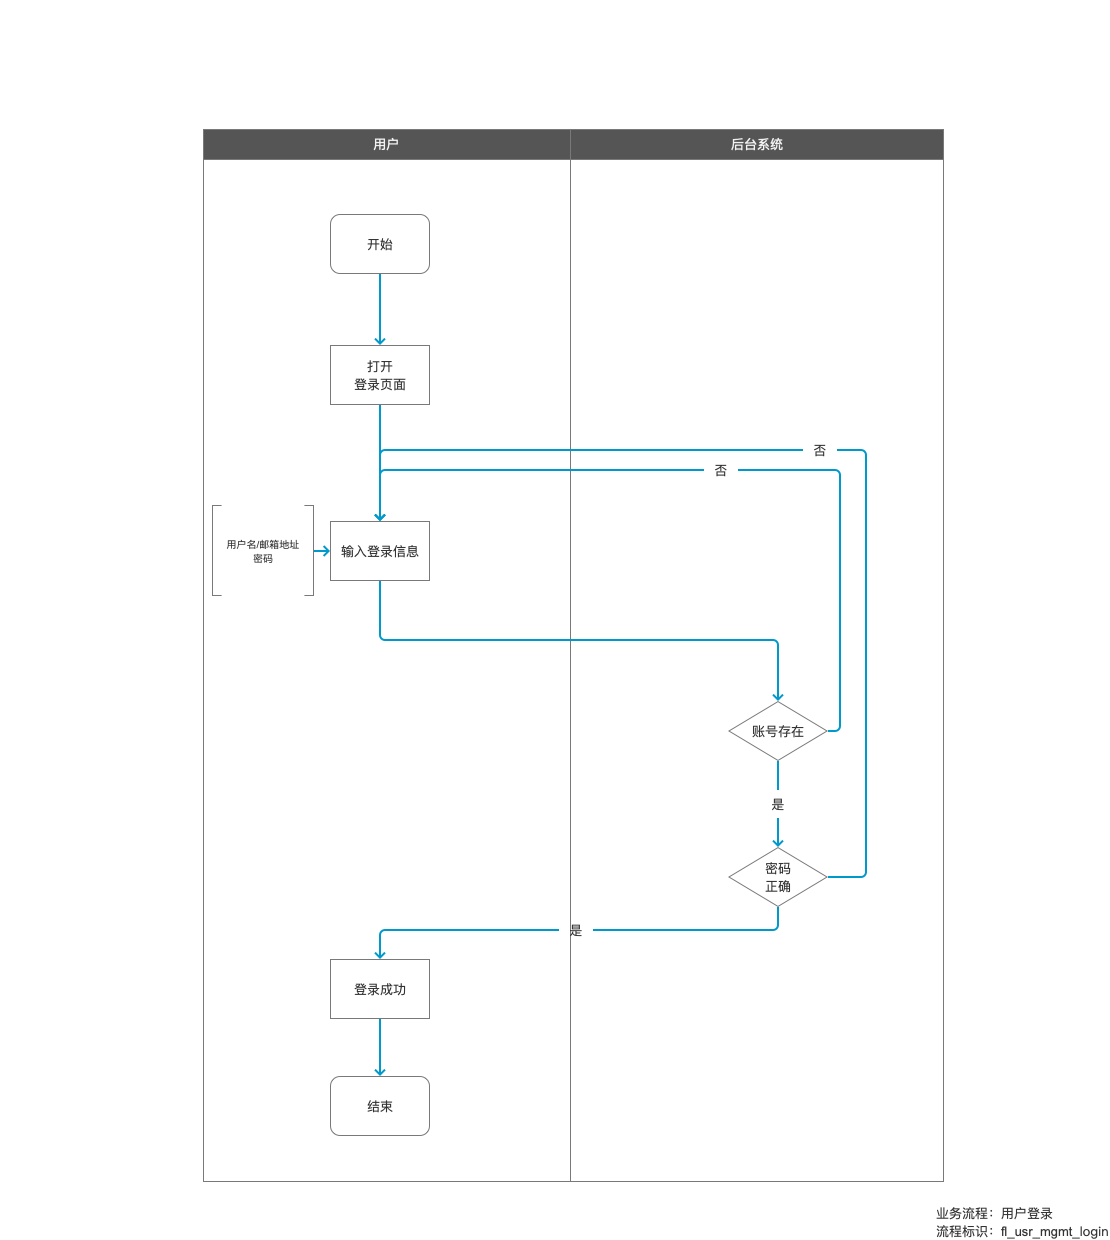 用户
后台系统
开始
打开
登录页面
否
否
用户名/邮箱地址
密码
输入登录信息
账号存在
是
密码
正确
是
登录成功
结束
业务流程：用户登录
流程标识：fl_usr_mgmt_login